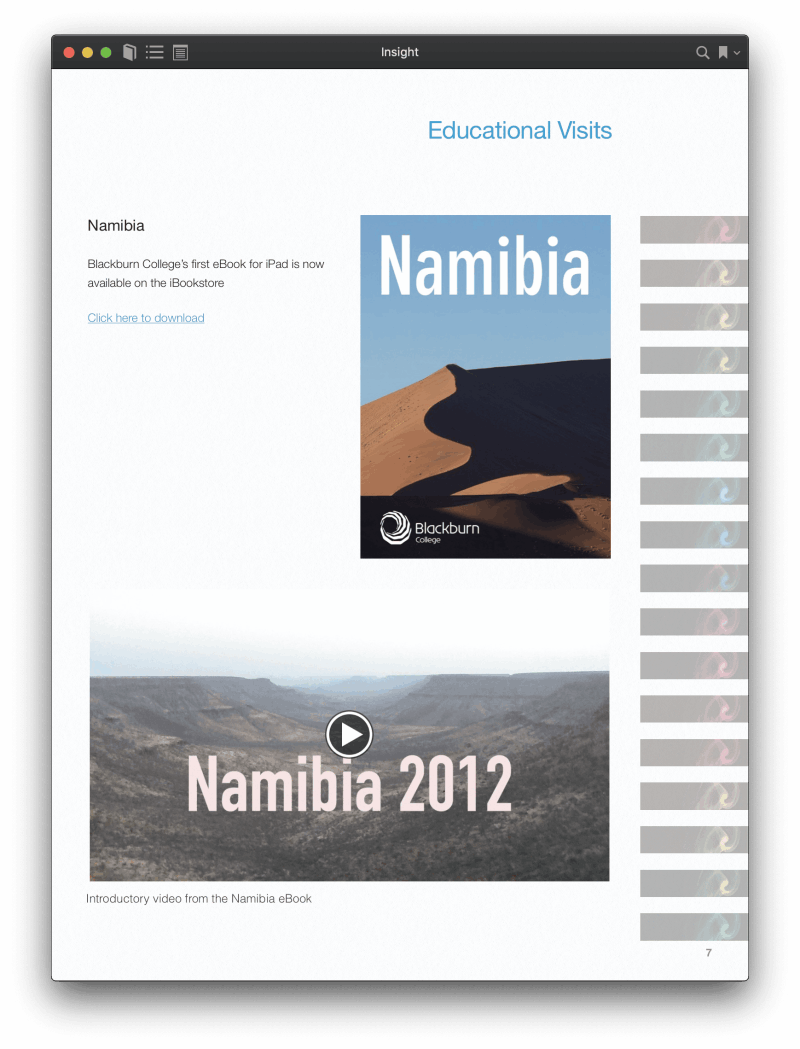 Insight
Educational Visits
Namibia
Blackburn College’s first eBook for iPad is now
available on the iBookstore
Click here to download
Namibia
Blackburn
College
Namibia 2012
Introductory video from the Namibia eBook
7